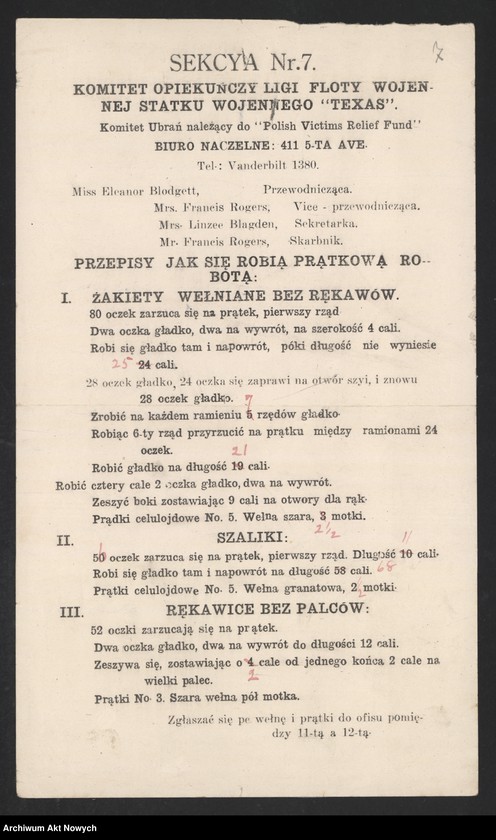 7
SEKCYA Nr. 7.
KOMITET OPIEKUŃCZY LIGI FLOTY WOJEN-
NEJ STATKU WOJENNEGO "TEXAS".
Komitet Ubrań należący do "Polish Victims Relief Fund"
BIURO NACZELNE: 411 5-TA AVE.
Tel.: Vanderbilt 1380.
Miss Eleanor Blodgett, Przewodnicząca.
Mrs. Francis Rogers, Vice - przewodnicząca.
Mrs. Linzee Blagden, Sekretarka.
Mr. Francis Rogers, Skarbnik.
PRZEPISY JAK SIĘ ROBIĄ PRĄTKOWĄ RO--
BOTĄ:
I. ŻAKIETY WEŁNIANE BEZ RĘKAWÓW.
80 oczek zarzuca się na prątek, pierwszy rząd
Dwa oczka gładko, dwa na wywrót, na szerokość 4 cali.
Robi się gładko tam i napowrót, póki długość nie wyniesie
25 24 cali.
28 oczek gładko, 24 oczka się zaprawi na otwór szyi, i znowu
28 oczek gładko. 7
Zrobić na każdem ramieniu 5 rzędów gładko.
Robiąc 6-ty rząd przyrzucić na prątku między ramionami 24
oczek. 21
Robić gładko na długość 19 cali.
Robić cztery cale 2 oczka gładko, dwa na wywrót.
Zeszyć boki zostawiając 9 cali na otwory dla rąk.
Prądki celulojdowe No. 5. Wełna szara, 3 motki.
2½
II. SZALIKI: 11
50 oczek zarzuca się na prątek, pierwszy rząd. Długość 10 cali.
Robi się gładko tam i napowrót na długość 58 cali. 68
Prątki celulojdowe No. 5. Wełna granatowa, 2½ motki.
III. RĘKAWICE BEZ PALCÓW:
52 oczki zarzucają się na prątek.
Dwa oczka gładko, dwa na wywrót do długości 12 cali.
Zeszywa się, zostawiając o 4 cale od jednego końca 2 cale na
wielki palec. 2
Prątki No. 3. Szara wełna pół motka.
Zgłaszać się po wełnę i prątki do ofisu pomię-
dzy 11-tą a 12-tą.
Archiwum Akt Nowych